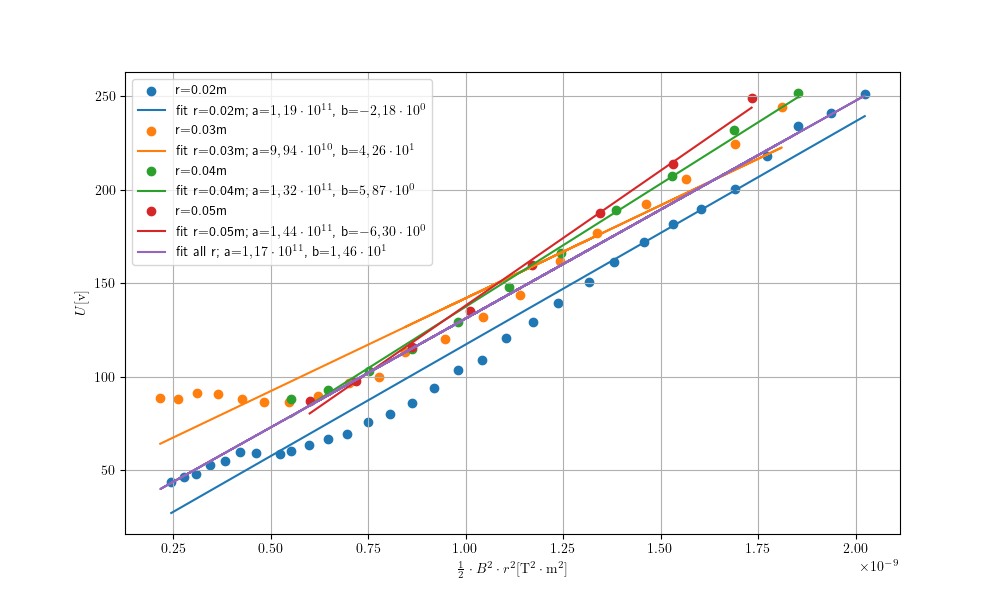 r=0.02m
fit r=0.02m; a=1,19 · 10¹¹, b=−2,18 · 10⁰
r=0.03m
fit r=0.03m; a=9,94 · 10¹⁰, b=4,26 · 10¹
r=0.04m
fit r=0.04m; a=1,32 · 10¹¹, b=5,87 · 10⁰
r=0.05m
fit r=0.05m; a=1,44 · 10¹¹, b=−6,30 · 10⁰
fit all r; a=1,17 · 10¹¹, b=1,46 · 10¹
250
200
150
100
50
U[v]
0.25 0.50 0.75 1.00 1.25 1.50 1.75 2.00
×10⁻⁹
½ · B² · r²[T² · m²]